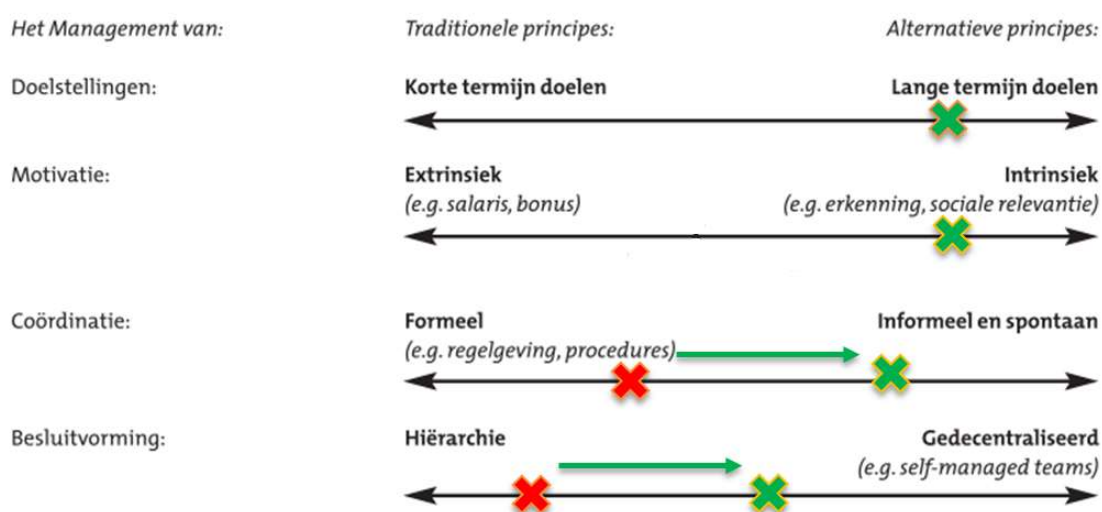 Het Management van: Traditionele principes: Alternatieve principes:
Doelstellingen: Korte termijn doelen Lange termijn doelen
Motivatie: Extrinsiek Intrinsiek
(e.g. salaris, bonus) (e.g. erkenning, sociale relevantie)
Coördinatie: Formeel Informeel en spontaan
(e.g. regelgeving, procedures)
Besluitvorming: Hiërarchie Gedecentraliseerd
(e.g. self-managed teams)